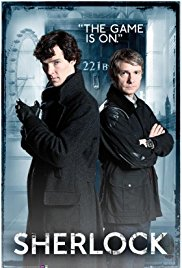 "THE GAME
IS ON."
221B
SHERLOCK